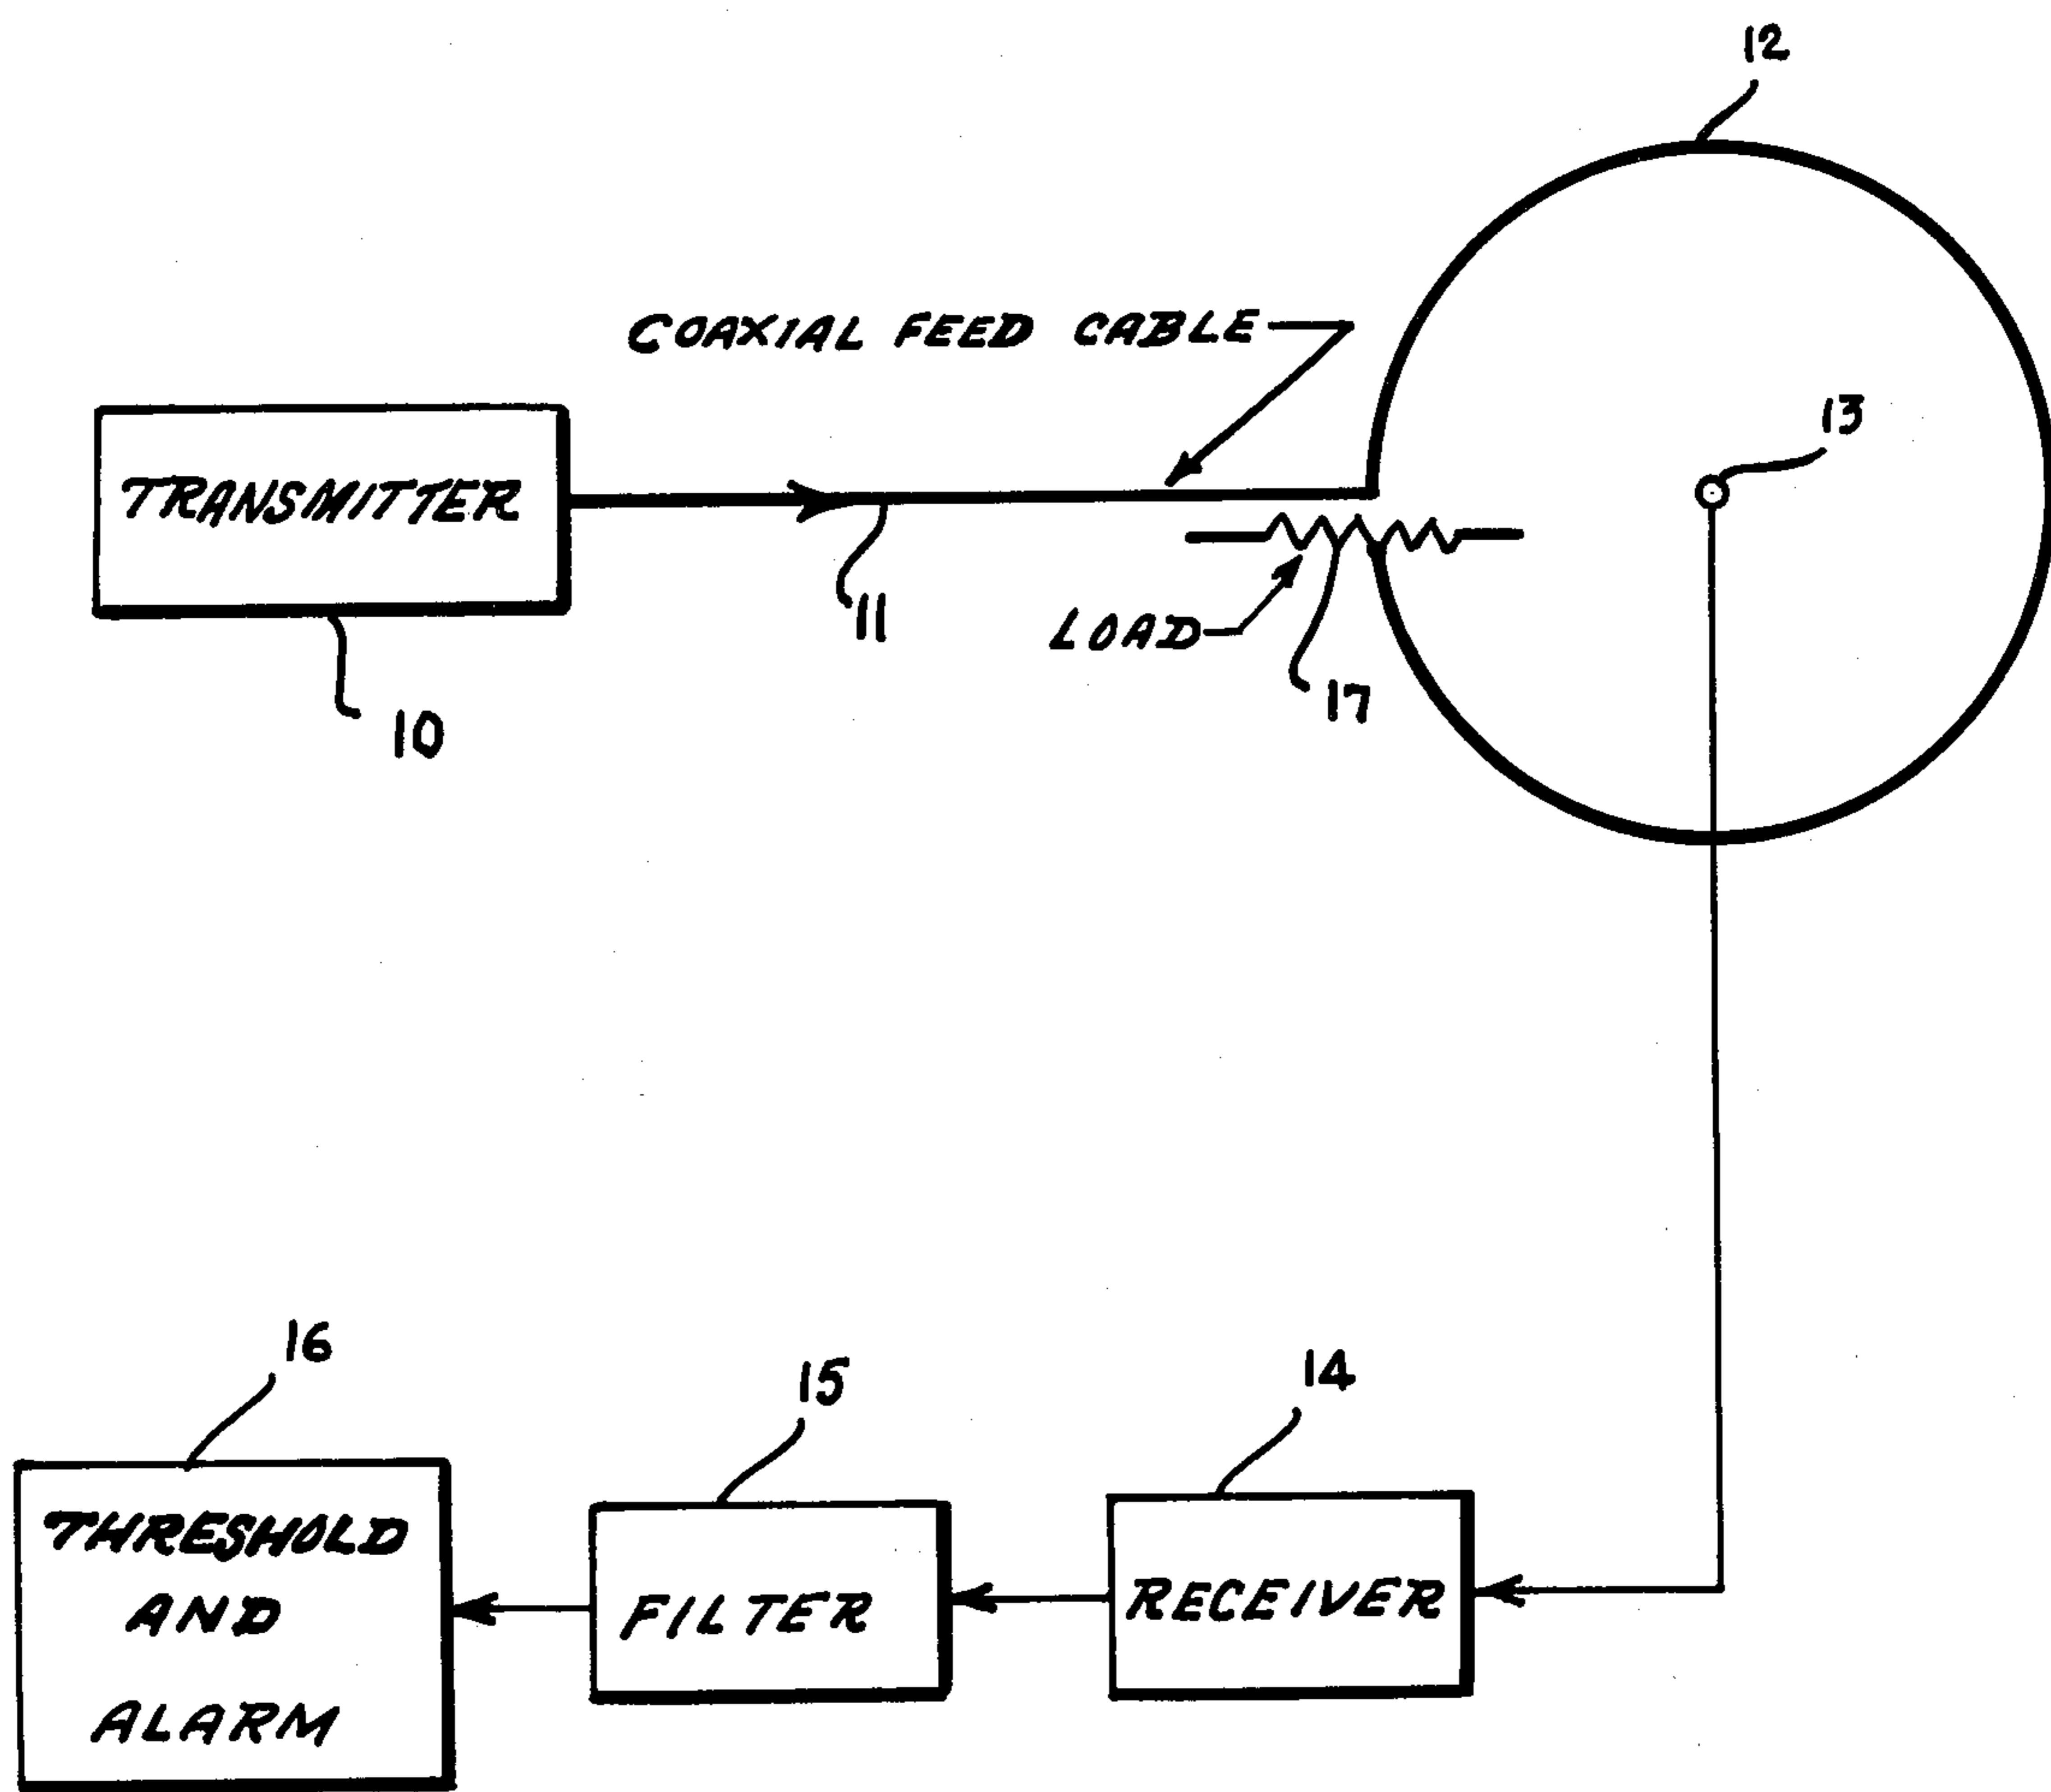 12
COAXIAL FEED CABLE
13
TRANSMITTER
11
LOAD
17
10
16
15
14
THRESHOLD
AND
ALARM
FILTER
RECEIVER